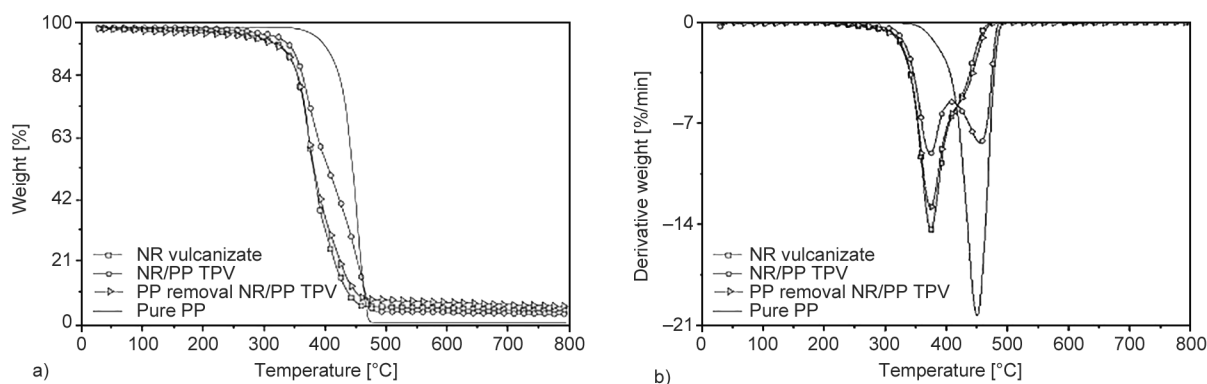 100
84
63
42
21
0
Weight [%]
NR vulcanizate
NR/PP TPV
PP removal NR/PP TPV
Pure PP
0 100 200 300 400 500 600 700 800
Temperature [°C]
a)
0
–7
–14
–21
Derivative weight [%/min]
NR vulcanizate
NR/PP TPV
PP removal NR/PP TPV
Pure PP
0 100 200 300 400 500 600 700 800
Temperature [°C]
b)